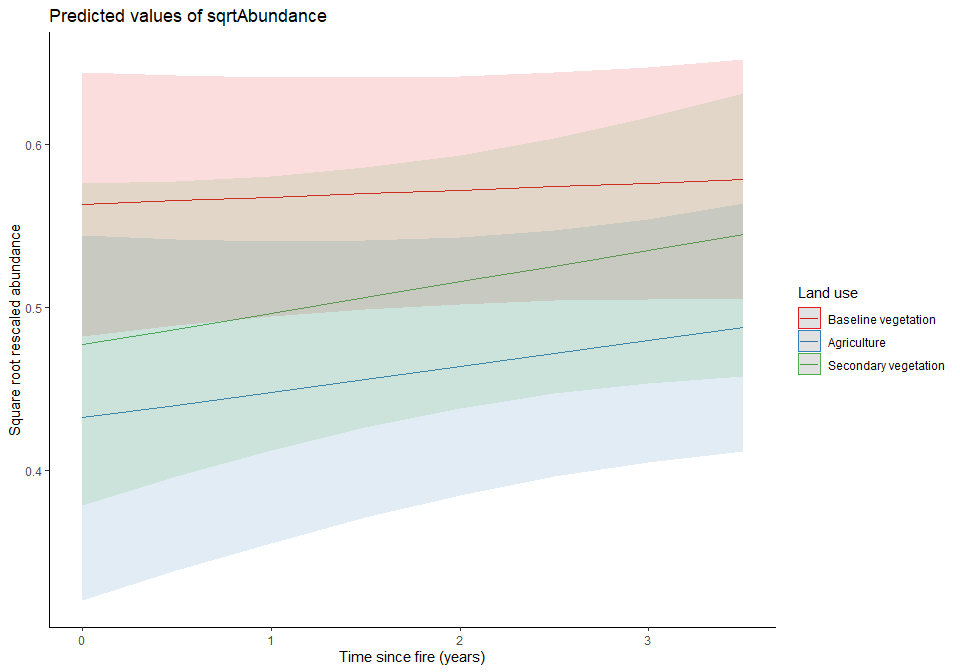 Predicted values of sqrtAbundance
Square root rescaled abundance
0.6
0.5
0.4
0
1
2
3
Time since fire (years)
Land use
Baseline vegetation
Agriculture
Secondary vegetation